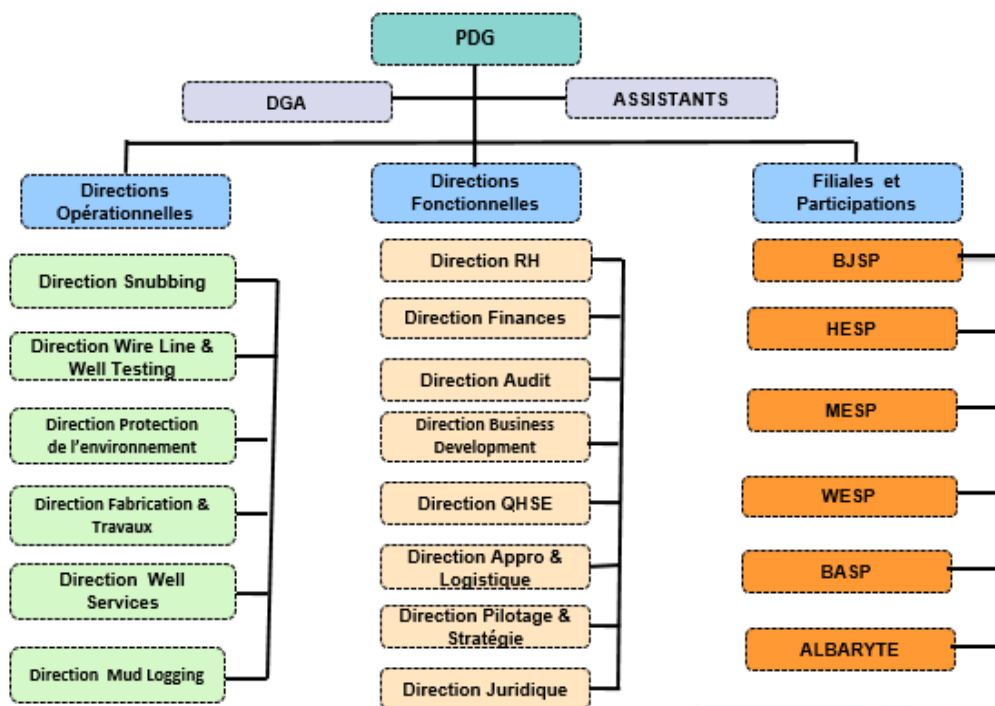 PDG
DGA
ASSISTANTS
Directions
Opérationnelles
Directions
Fonctionnelles
Filiales et
Participations
Direction Snubbing
Direction Wire Line &
Well Testing
Direction Protection
de l'environnement
Direction Fabrication &
Travaux
Direction Well
Services
Direction Mud Logging
Direction RH
Direction Finances
Direction Audit
Direction Business
Development
Direction QHSE
Direction Appro &
Logistique
Direction Pilotage &
Stratégie
Direction Juridique
BJSP
HESP
MESP
WESP
BASP
ALBARYTE